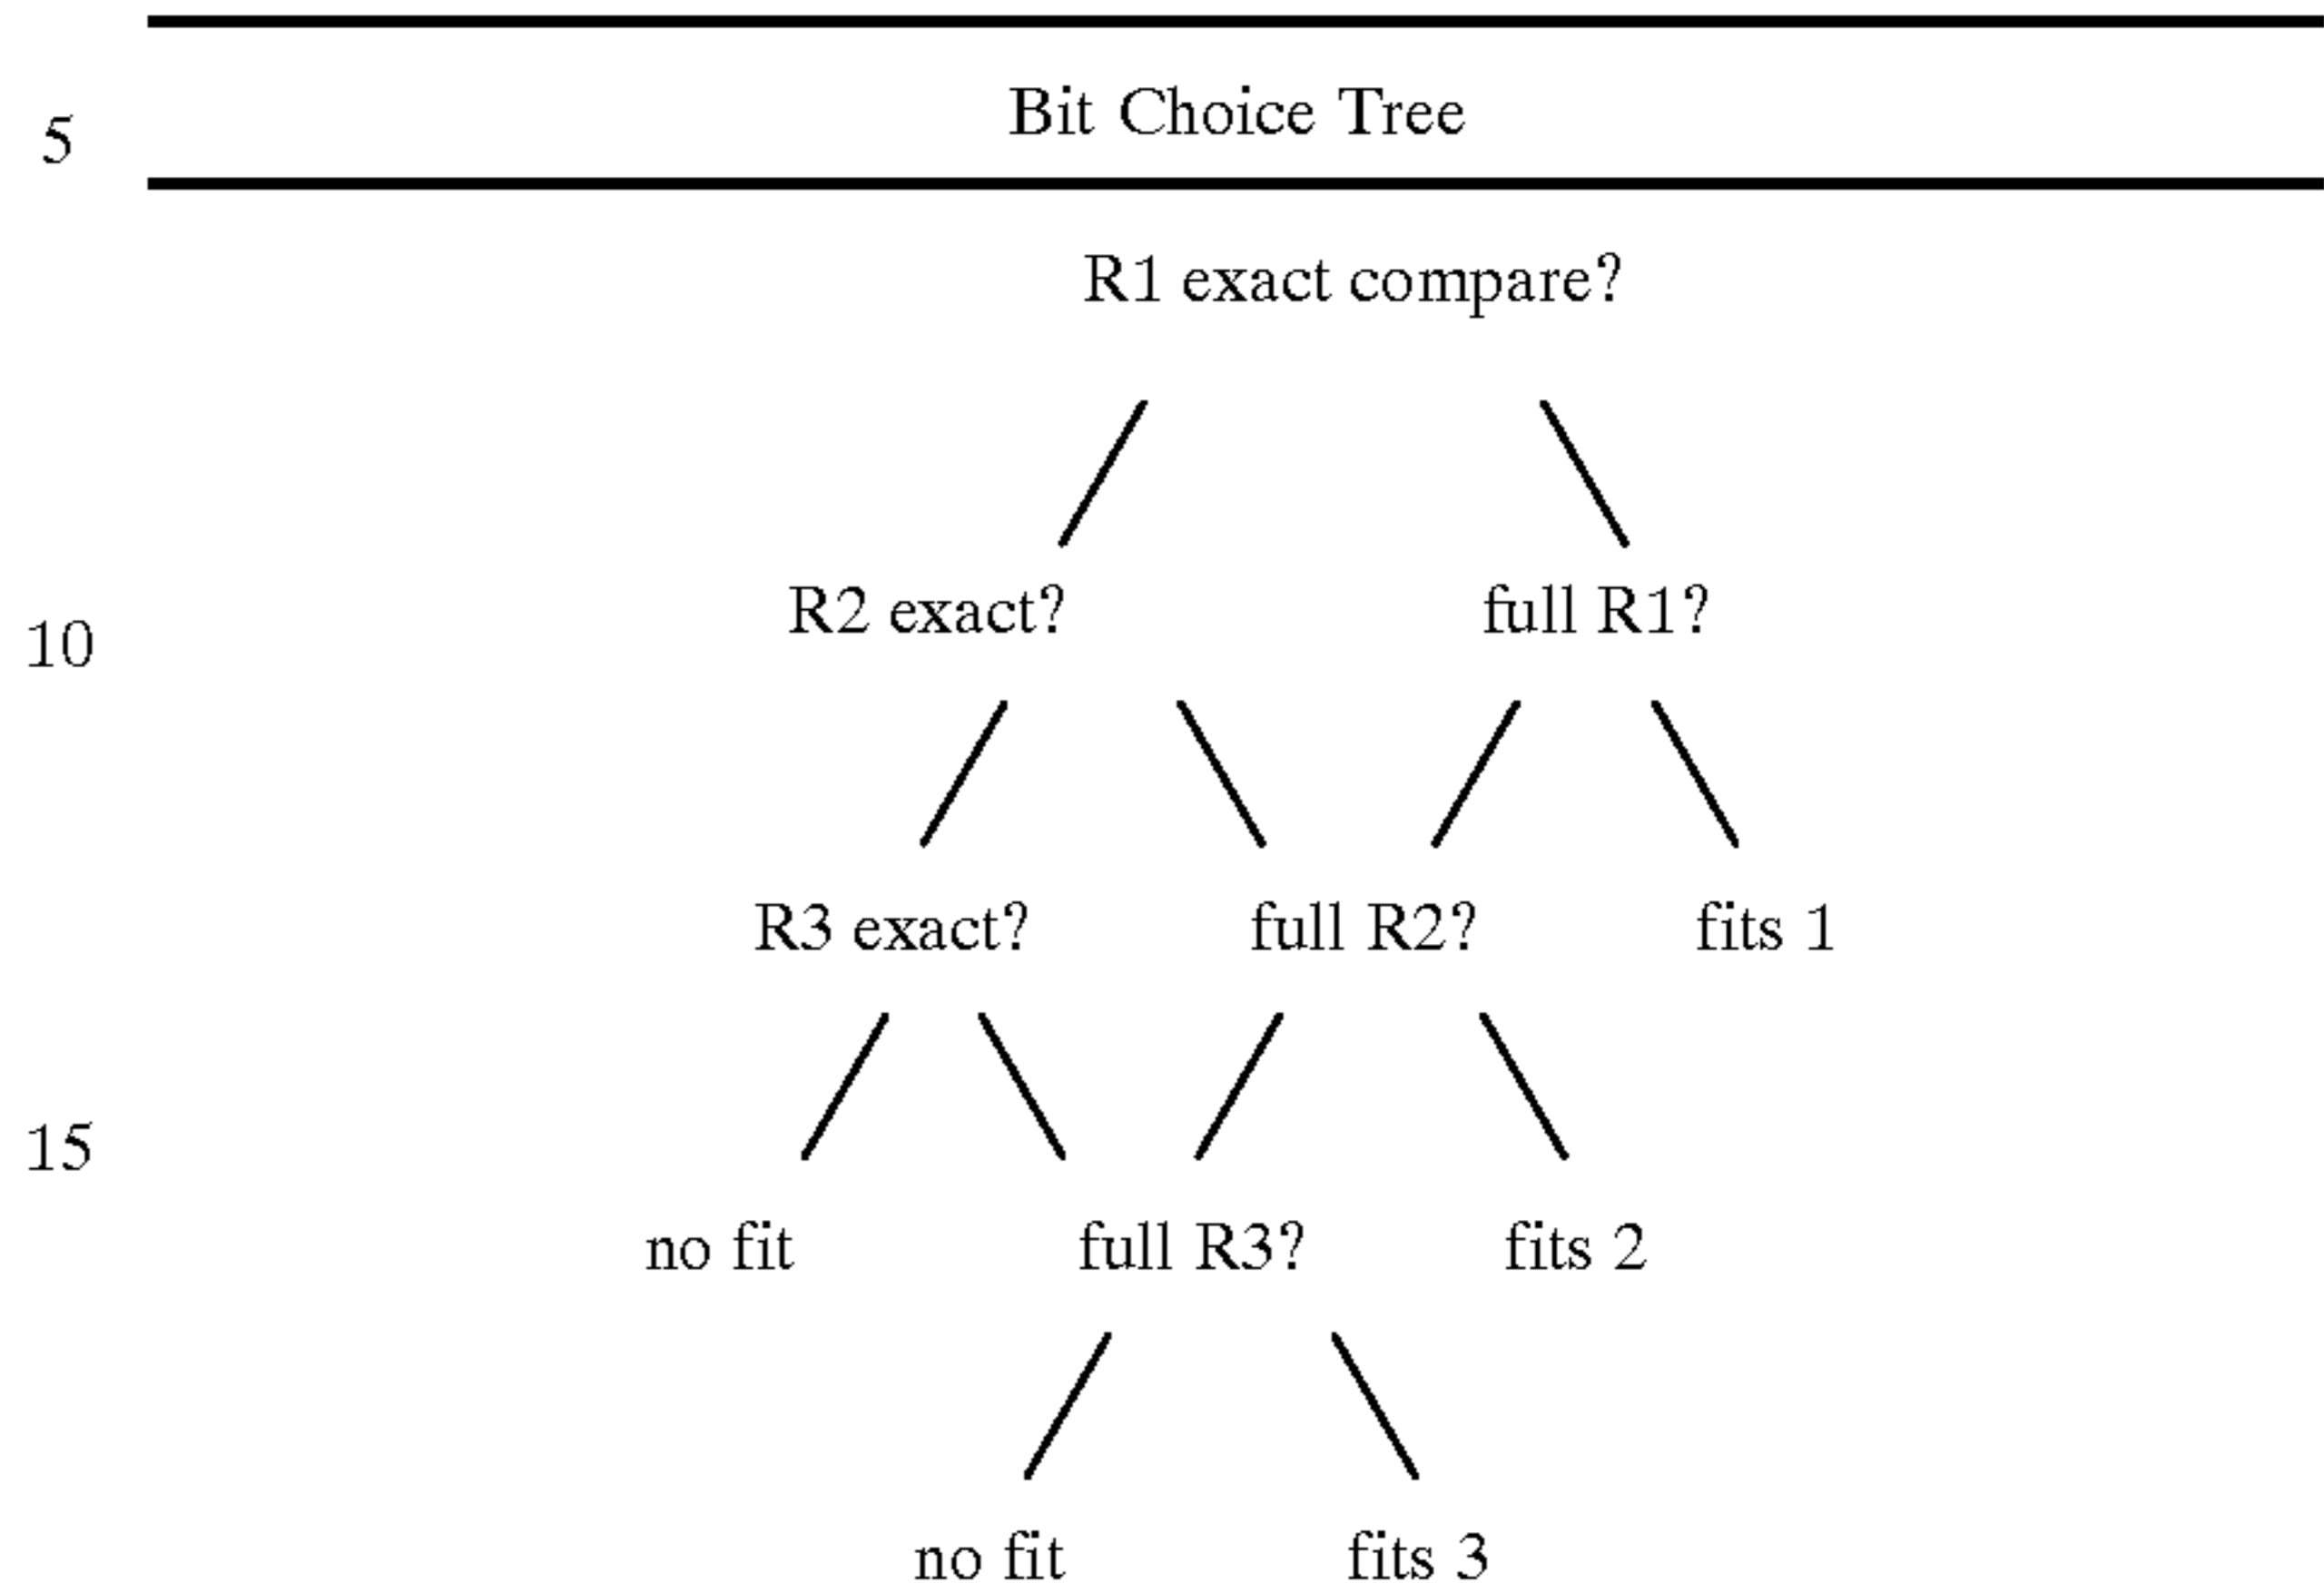 5 Bit Choice Tree
R1 exact compare?
10 R2 exact? full R1?
R3 exact? full R2? fits 1
15
no fit full R3? fits 2
no fit fits 3